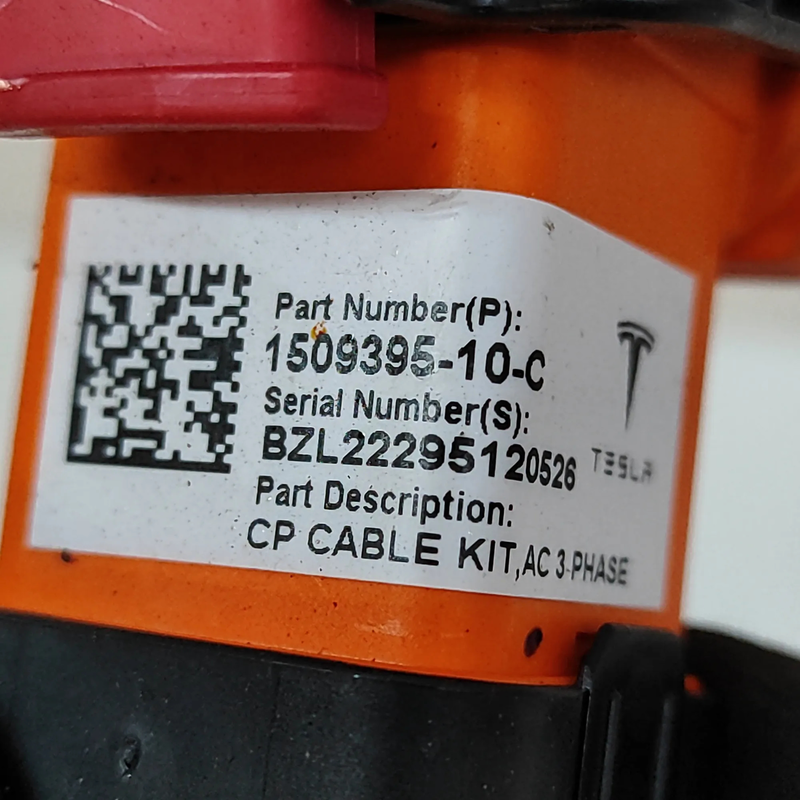 Part Number(P):
1509395-10-C
Serial Number(S):
BZL22295120526
Part Description:
CP CABLE KIT,AC 3-PHASE
TESLA